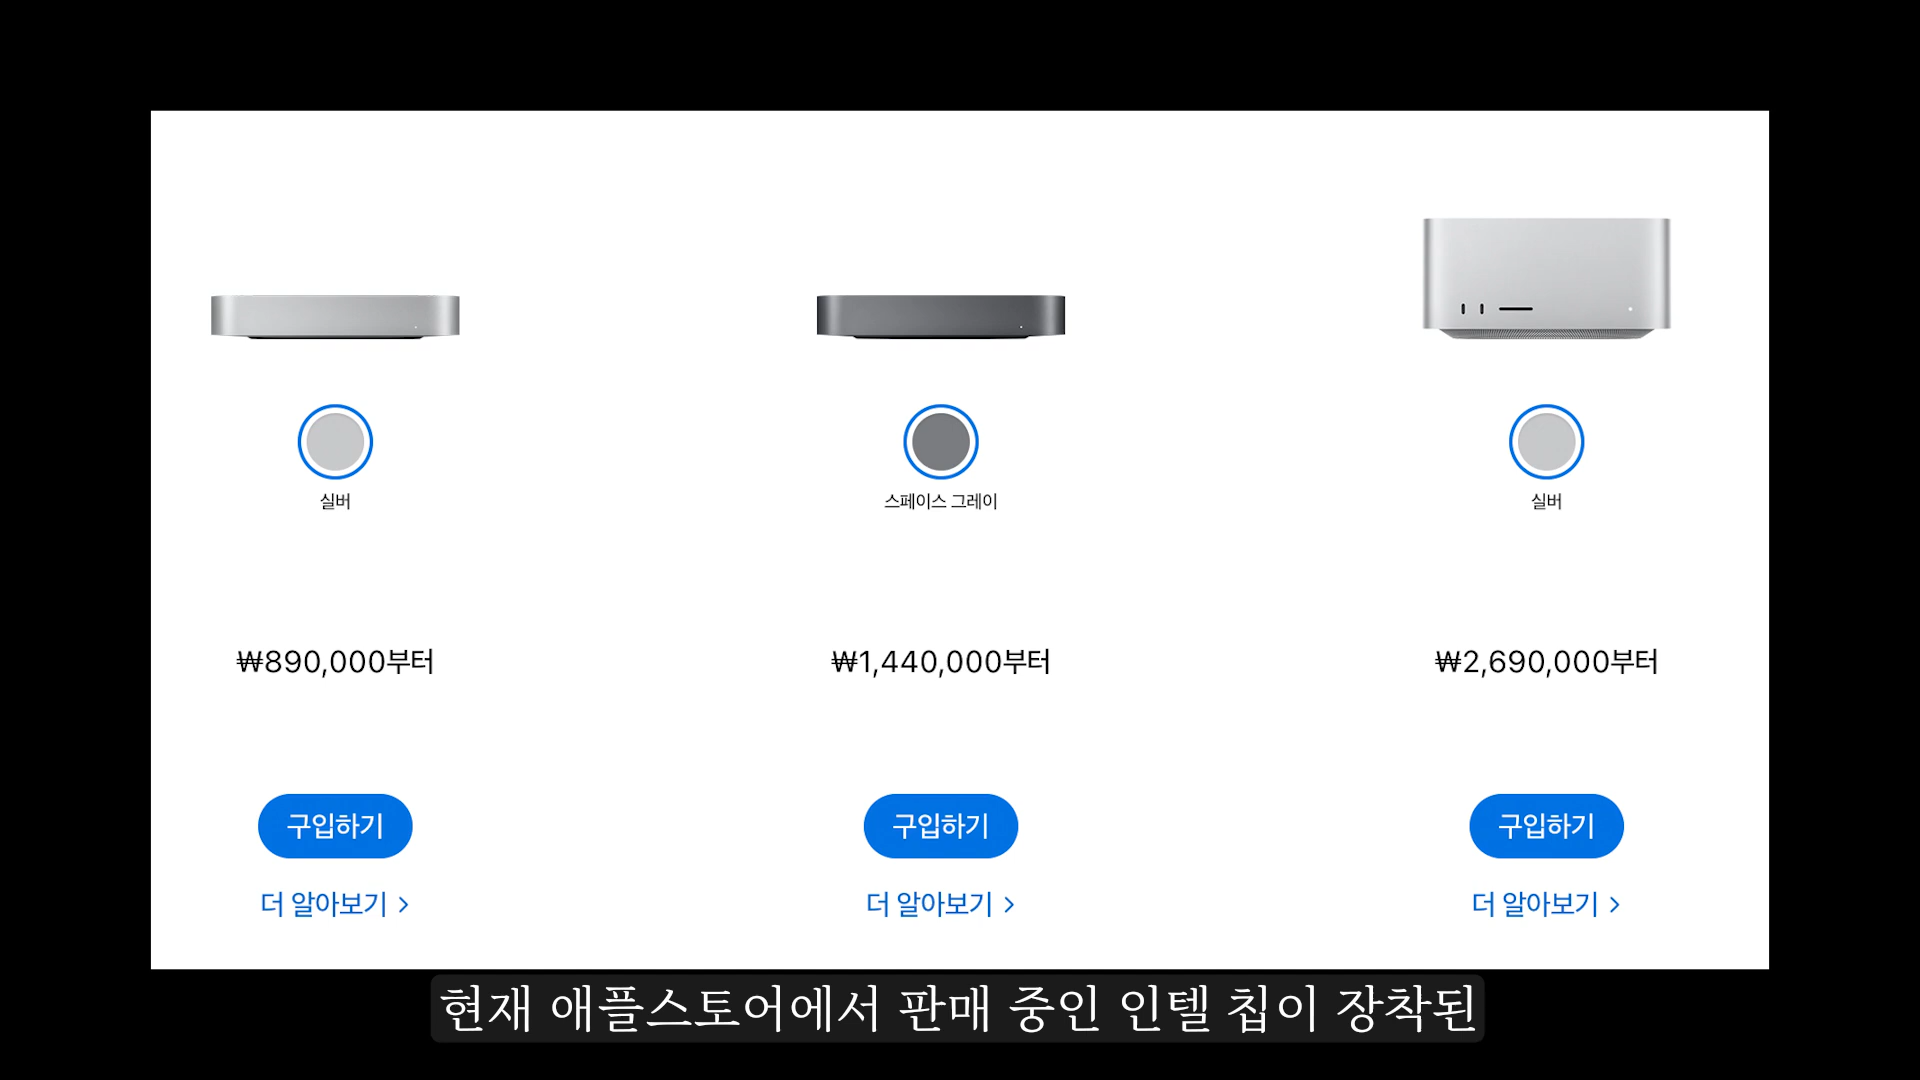 실버
스페이스 그레이
실버
₩890,000부터
₩1,440,000부터
₩2,690,000부터
구입하기
구입하기
구입하기
더 알아보기 >
더 알아보기 >
더 알아보기 >
현재 애플스토어에서 판매 중인 인텔 칩이 장착된